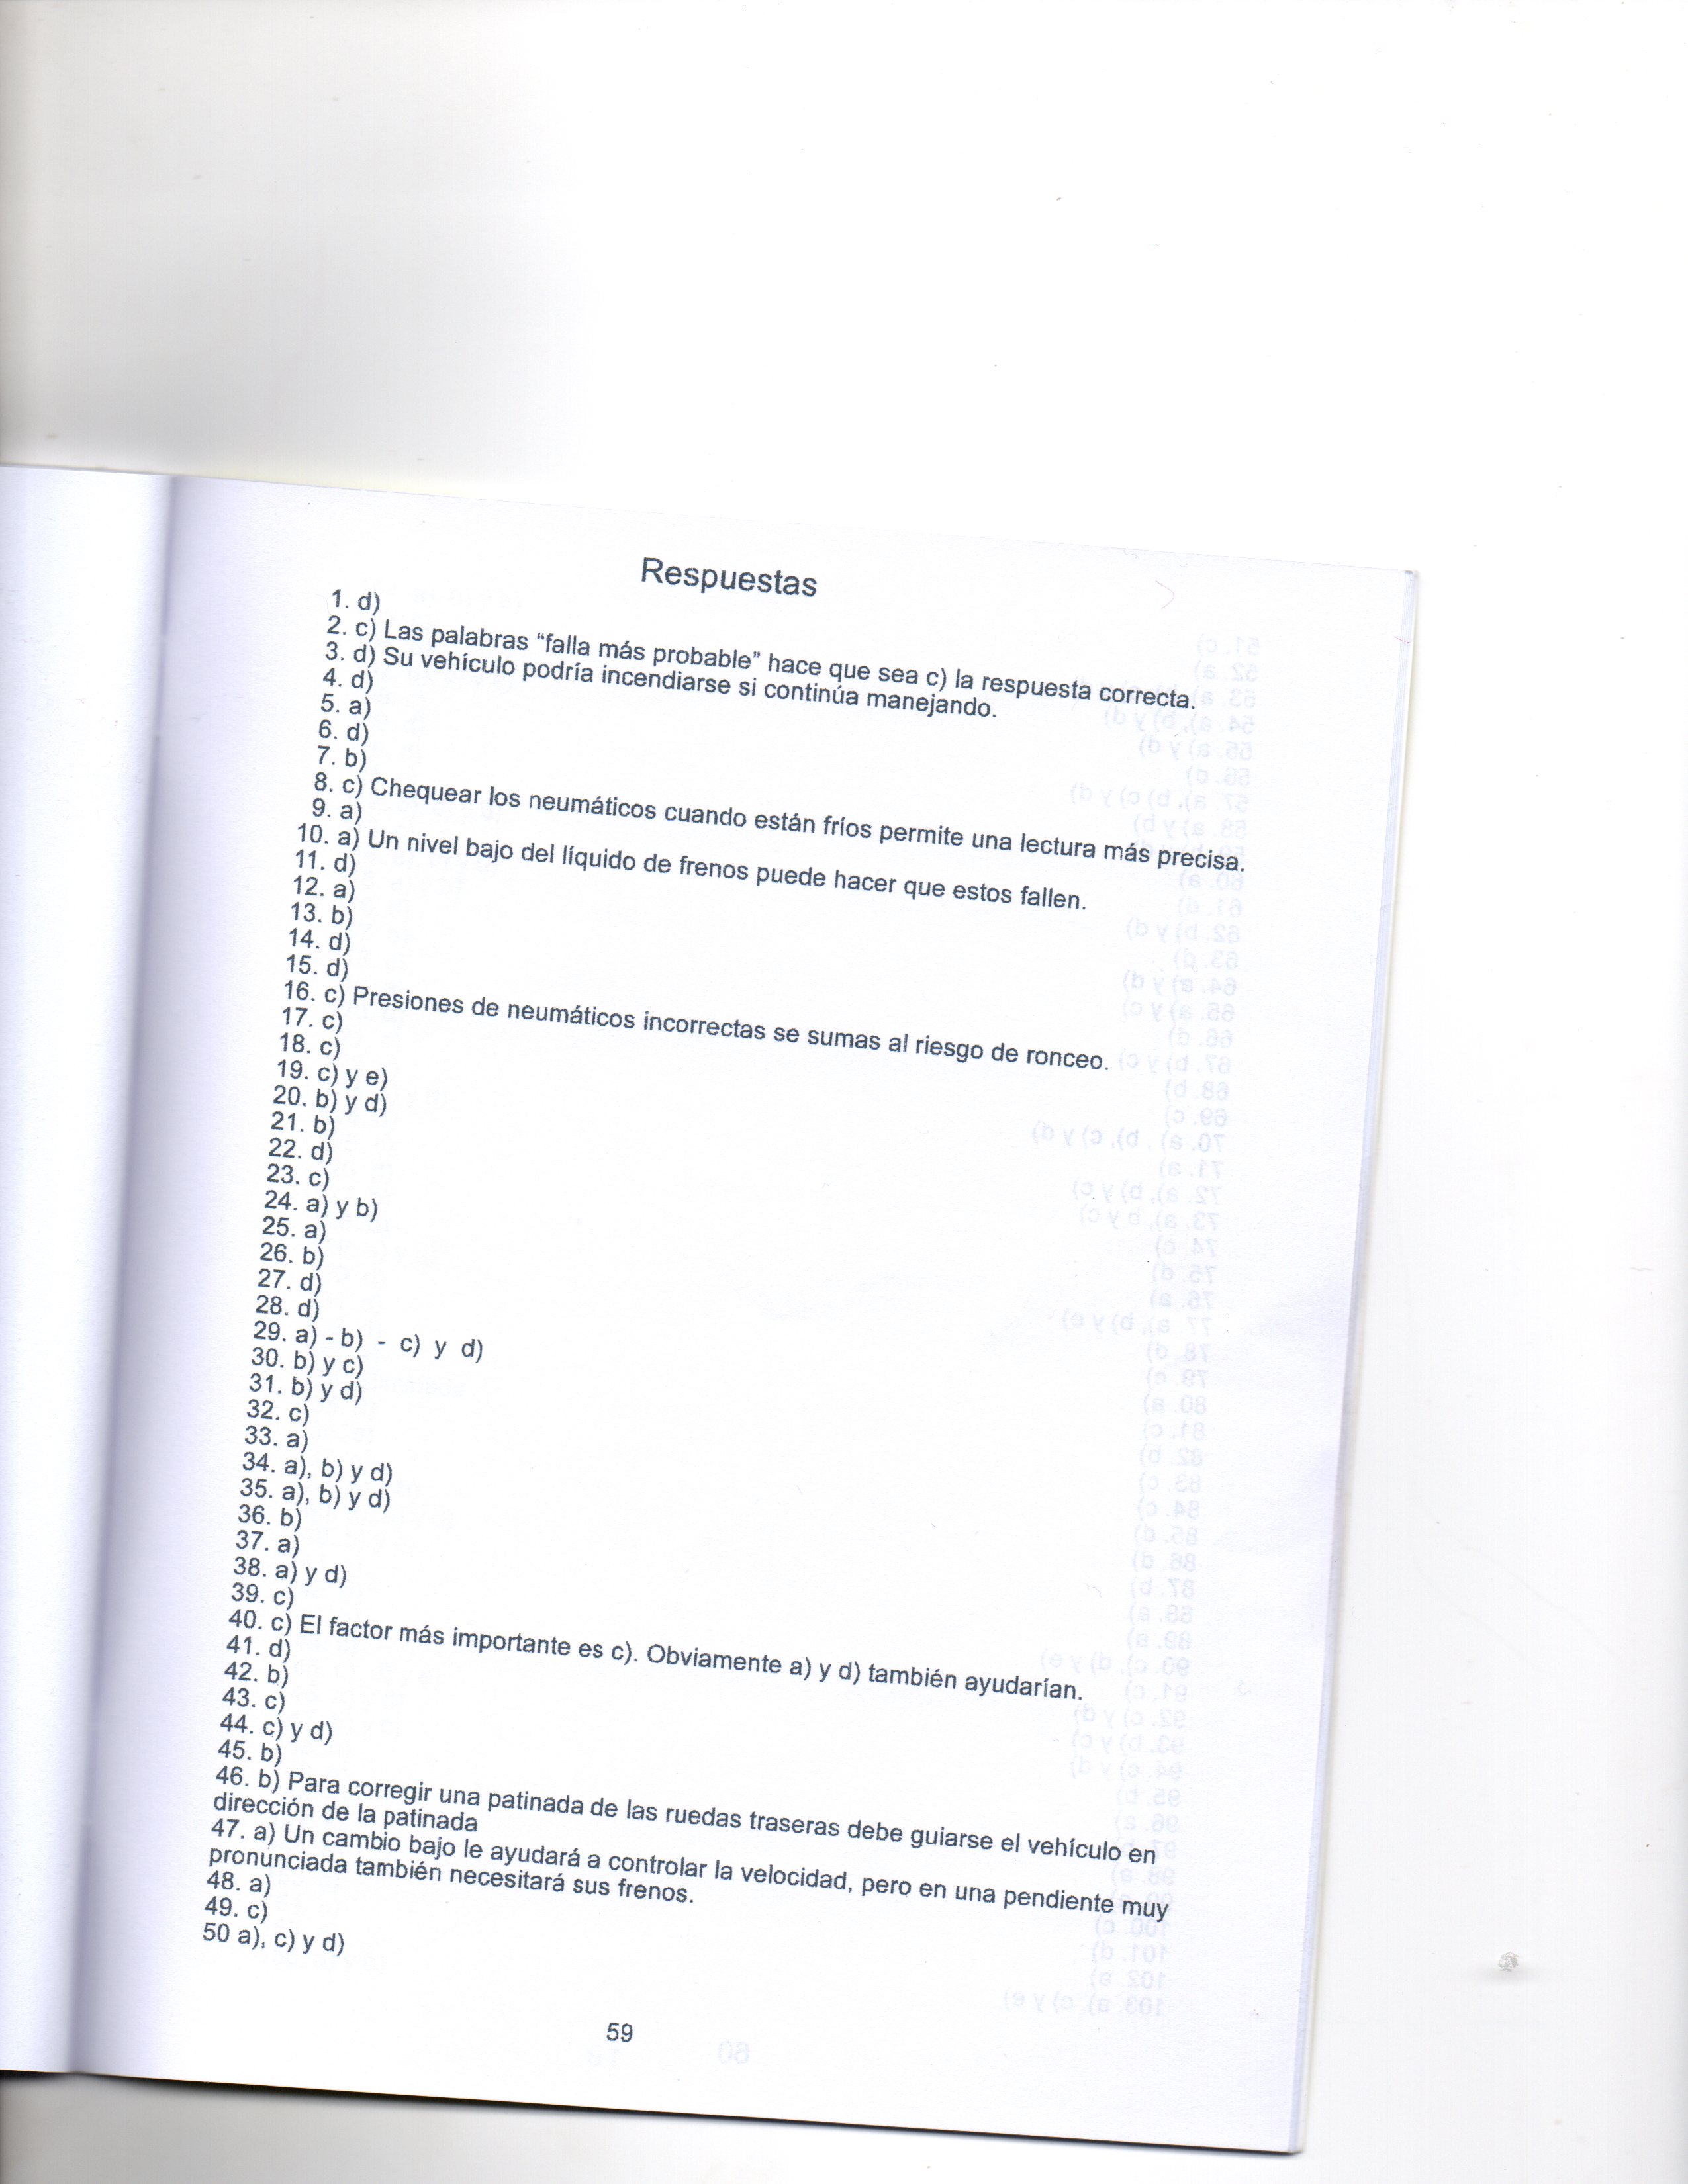 Respuestas
1. d)
2. c) Las palabras “falla más probable” hace que sea c) la respuesta correcta.
3. d) Su vehículo podría incendiarse si continúa manejando.
4. d)
5. a)
6. d)
7. b)
8. c) Chequear los neumáticos cuando están fríos permite una lectura más precisa.
9. a)
10. a) Un nivel bajo del líquido de frenos puede hacer que estos fallen.
11. d)
12. a)
13. b)
14. d)
15. d)
16. c) Presiones de neumáticos incorrectas se sumas al riesgo de ronceo.
17. c)
18. c)
19. c) y e)
20. b) y d)
21. b)
22. d)
23. c)
24. a) y b)
25. a)
26. b)
27. d)
28. d)
29. a) - b) - c) y d)
30. b) y c)
31. b) y d)
32. c)
33. a)
34. a), b) y d)
35. a), b) y d)
36. b)
37. a)
38. a) y d)
39. c)
40. c) El factor más importante es c). Obviamente a) y d) también ayudarían.
41. d)
42. b)
43. c)
44. c) y d)
45. b)
46. b) Para corregir una patinada de las ruedas traseras debe guiarse el vehículo en
dirección de la patinada
47. a) Un cambio bajo le ayudará a controlar la velocidad, pero en una pendiente muy
pronunciada también necesitará sus frenos.
48. a)
49. c)
50 a), c) y d)
59